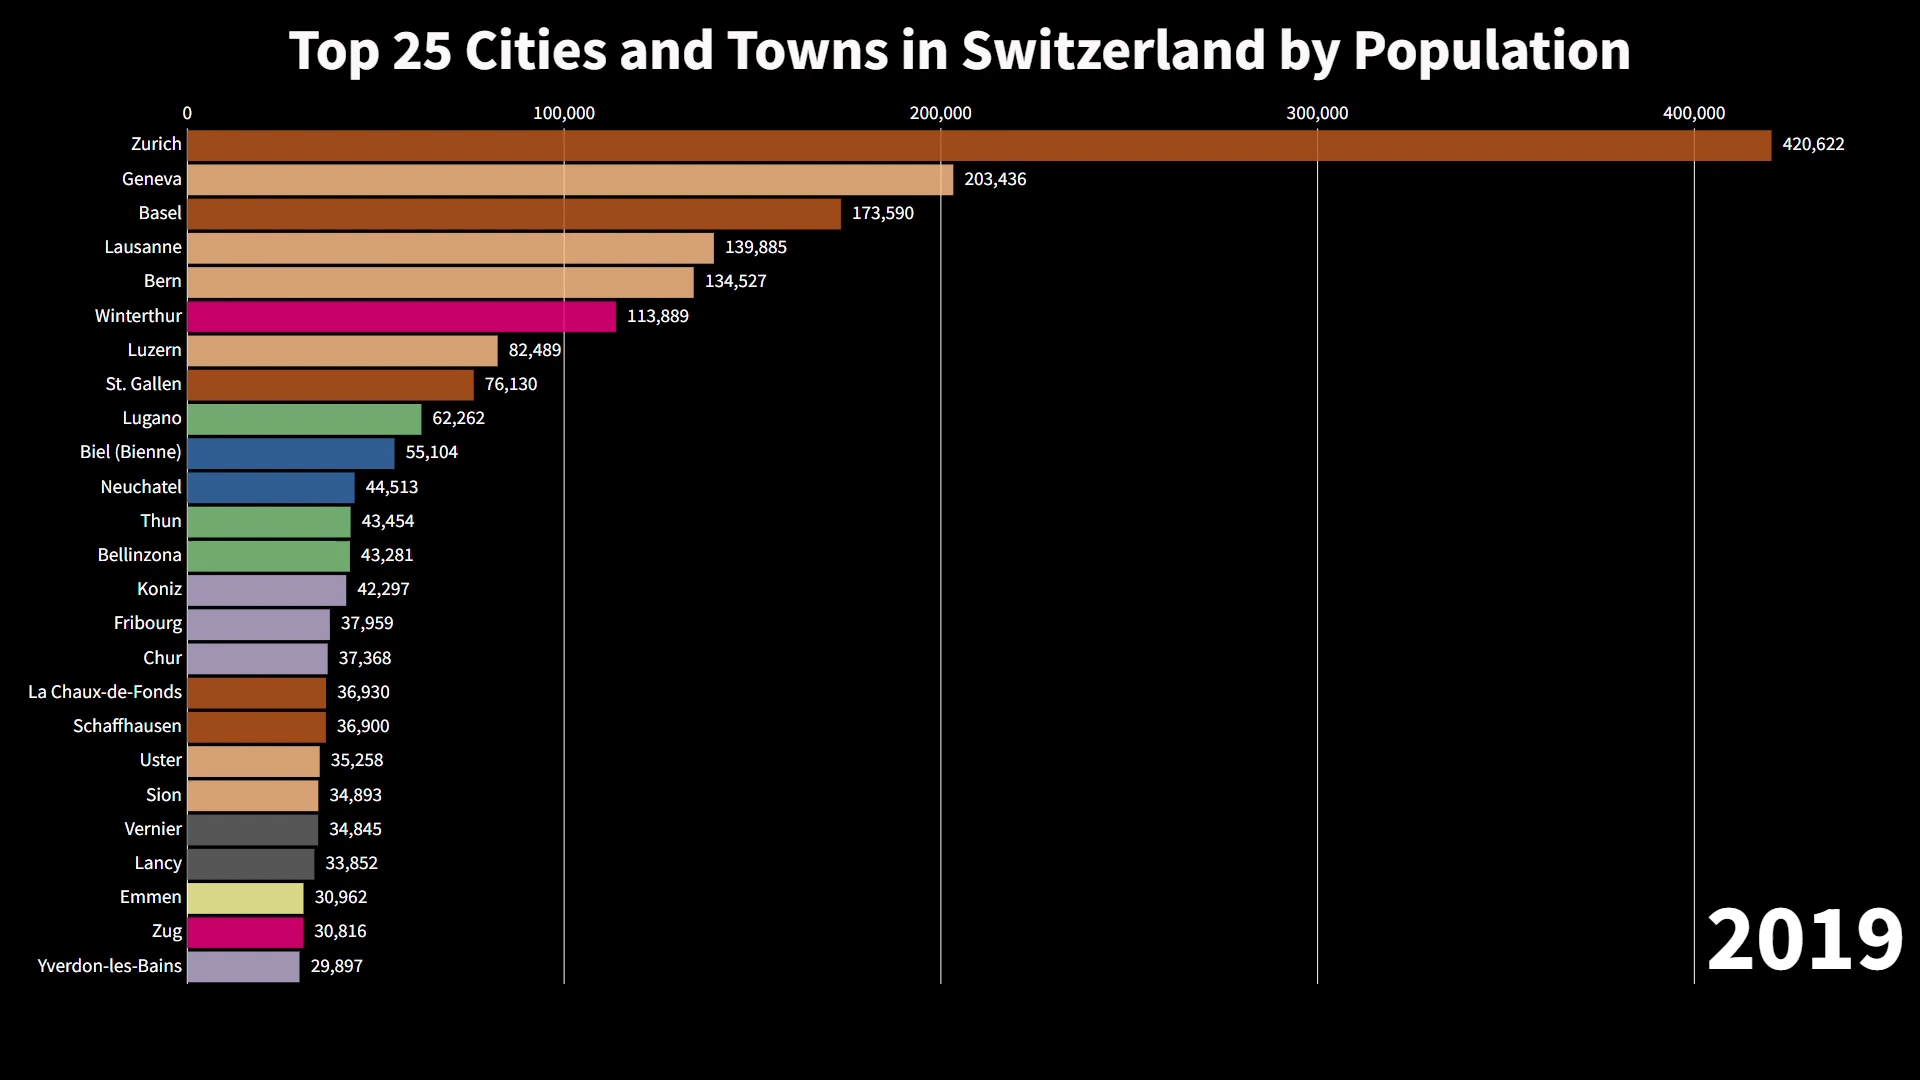 Top 25 Cities and Towns in Switzerland by Population
0 100,000 200,000 300,000 400,000
Zurich 420,622
Geneva 203,436
Basel 173,590
Lausanne 139,885
Bern 134,527
Winterthur 113,889
Luzern 82,489
St. Gallen 76,130
Lugano 62,262
Biel (Bienne) 55,104
Neuchatel 44,513
Thun 43,454
Bellinzona 43,281
Koniz 42,297
Fribourg 37,959
Chur 37,368
La Chaux-de-Fonds 36,930
Schaffhausen 36,900
Uster 35,258
Sion 34,893
Vernier 34,845
Lancy 33,852
Emmen 30,962
Zug 30,816
Yverdon-les-Bains 29,897
2019